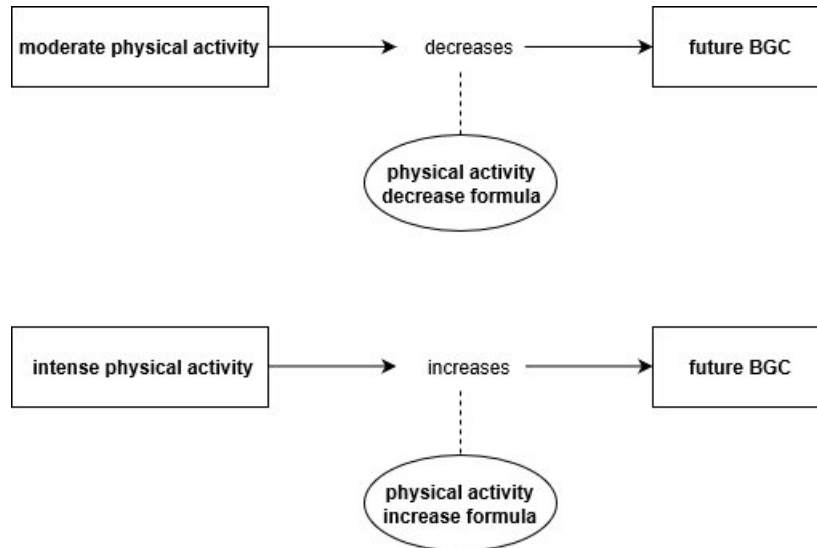 moderate physical activity
decreases
future BGC
physical activity
decrease formula
intense physical activity
increases
future BGC
physical activity
increase formula